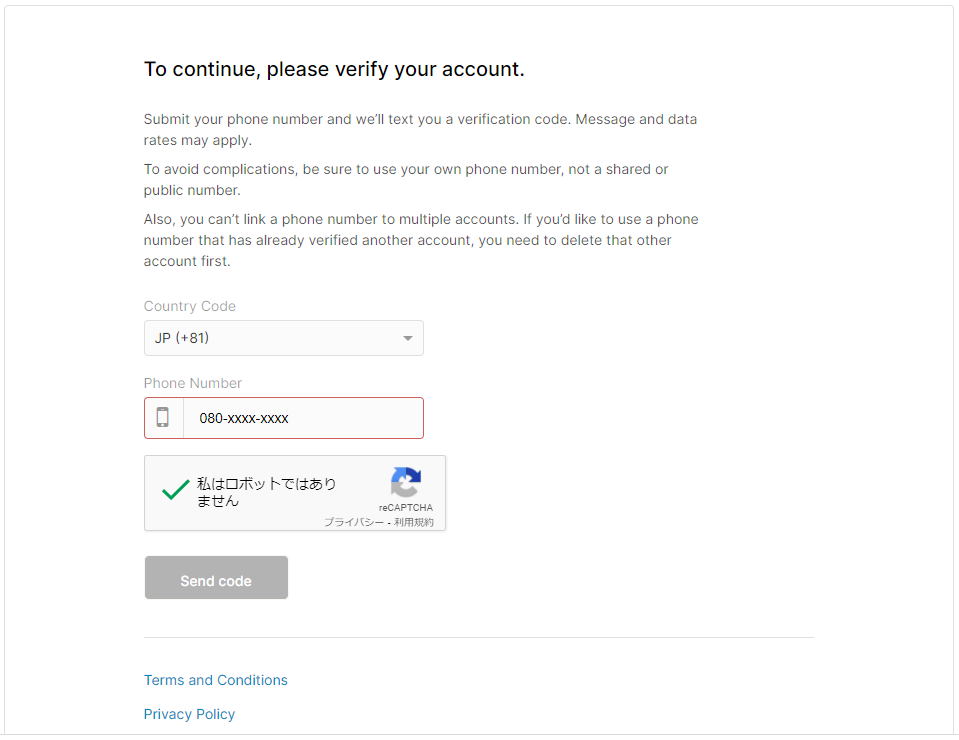 To continue, please verify your account.
Submit your phone number and we'll text you a verification code. Message and data
rates may apply.
To avoid complications, be sure to use your own phone number, not a shared or
public number.
Also, you can't link a phone number to multiple accounts. If you'd like to use a phone
number that has already verified another account, you need to delete that other
account first.
Country Code
JP (+81)
Phone Number
080-xxxx-xxxx
私はロボットではあり
ません
reCAPTCHA
プライバシー - 利用規約
Send code
Terms and Conditions
Privacy Policy